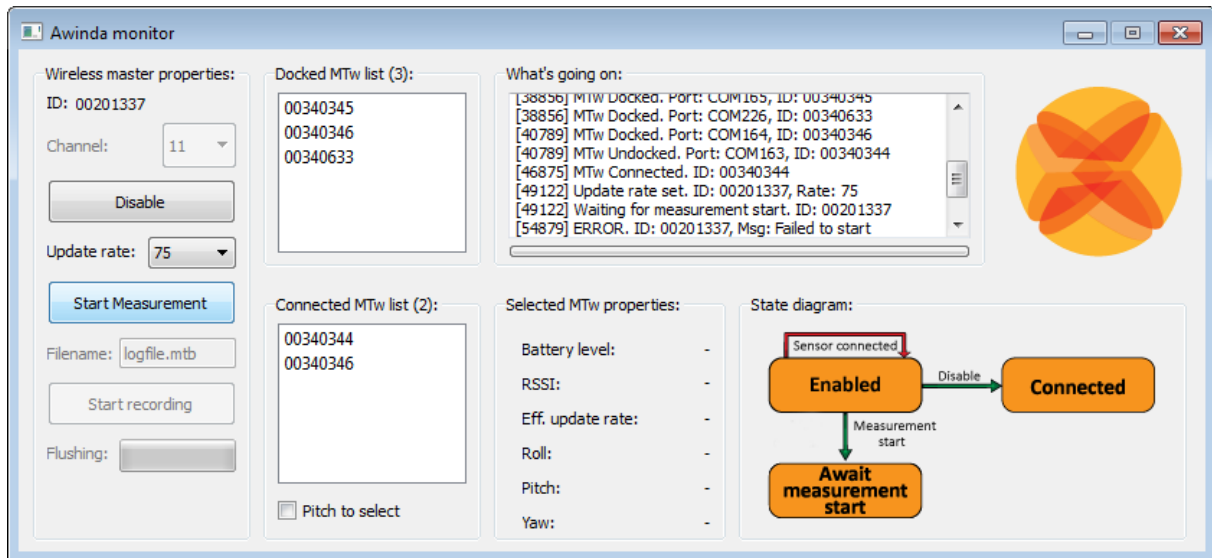 Awinda monitor
Wireless master properties:
ID: 00201337
Channel: 11
Disable
Update rate: 75
Start Measurement
Filename: logfile.mtb
Start recording
Flushing:
Docked MTw list (3):
00340345
00340346
00340633
Connected MTw list (2):
00340344
00340346
Pitch to select
What's going on:
[38856] MTw Docked. Port: COM165, ID: 00340345
[38856] MTw Docked. Port: COM226, ID: 00340633
[40789] MTw Docked. Port: COM164, ID: 00340346
[40789] MTw Undocked. Port: COM163, ID: 00340344
[46875] MTw Connected. ID: 00340344
[49122] Update rate set. ID: 00201337, Rate: 75
[49122] Waiting for measurement start. ID: 00201337
[54879] ERROR. ID: 00201337, Msg: Failed to start
Selected MTw properties:
Battery level: -
RSSI: -
Eff. update rate: -
Roll: -
Pitch: -
Yaw: -
State diagram:
Sensor connected
Enabled
Disable
Connected
Measurement
start
Await
measurement
start